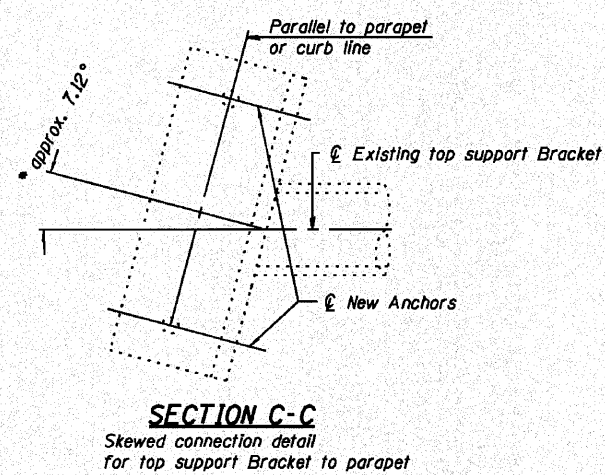 Parallel to parapet
or curb line
* approx. 7.12°
℄ Existing top support Bracket
℄ New Anchors
SECTION C-C
Skewed connection detail
for top support Bracket to parapet